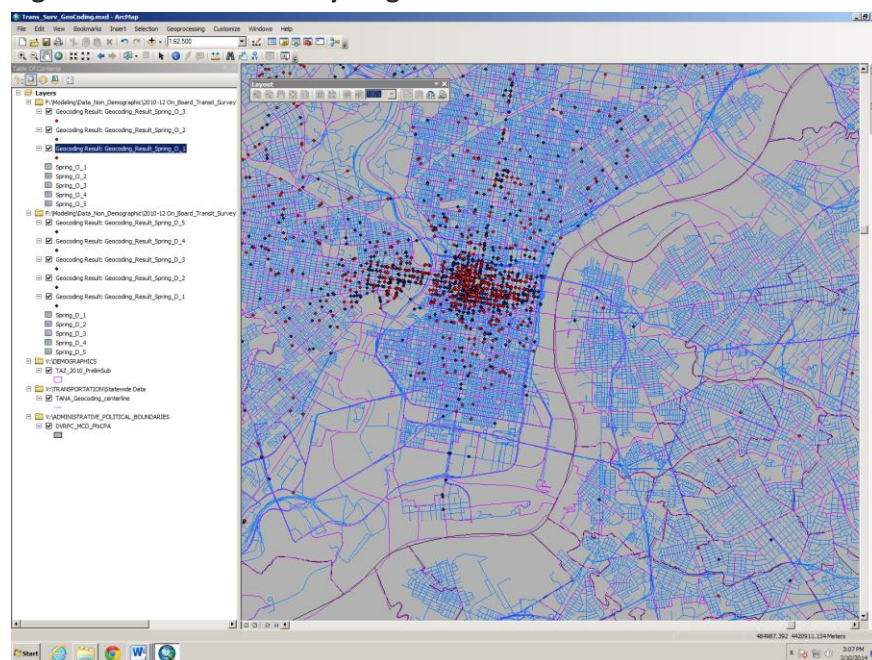 Trans_Surv_GeoCoding.mxd - ArcMap
File Edit View Bookmarks Insert Selection Geoprocessing Customize Windows Help
1:62,500
Table Of Contents
Layers
F:\Modeling\Data_Non_Demographic\2010-12 On_Board_Transit_Survey
Geocoding Result: Geocoding_Result_Spring_O_3
Geocoding Result: Geocoding_Result_Spring_O_2
Geocoding Result: Geocoding_Result_Spring_O_1
Spring_O_1
Spring_O_2
Spring_O_3
Spring_O_4
Spring_O_5
F:\Modeling\Data_Non_Demographic\2010-12 On_Board_Transit_Survey
Geocoding Result: Geocoding_Result_Spring_D_5
Geocoding Result: Geocoding_Result_Spring_D_4
Geocoding Result: Geocoding_Result_Spring_D_3
Geocoding Result: Geocoding_Result_Spring_D_2
Geocoding Result: Geocoding_Result_Spring_D_1
Spring_D_1
Spring_D_2
Spring_D_3
Spring_D_4
Spring_D_5
V:\DEMOGRAPHICS
TAZ_2010_PrelimSub
V:\TRANSPORTATION\Statewide Data
TANA_Geocoding_centerline
V:\ADMINISTRATIVE_POLITICAL_BOUNDARIES
DVRPC_MCD_PhiCPA
Layout
484987.392 4420911.134 Meters
Start
3:07 PM
3/10/2014